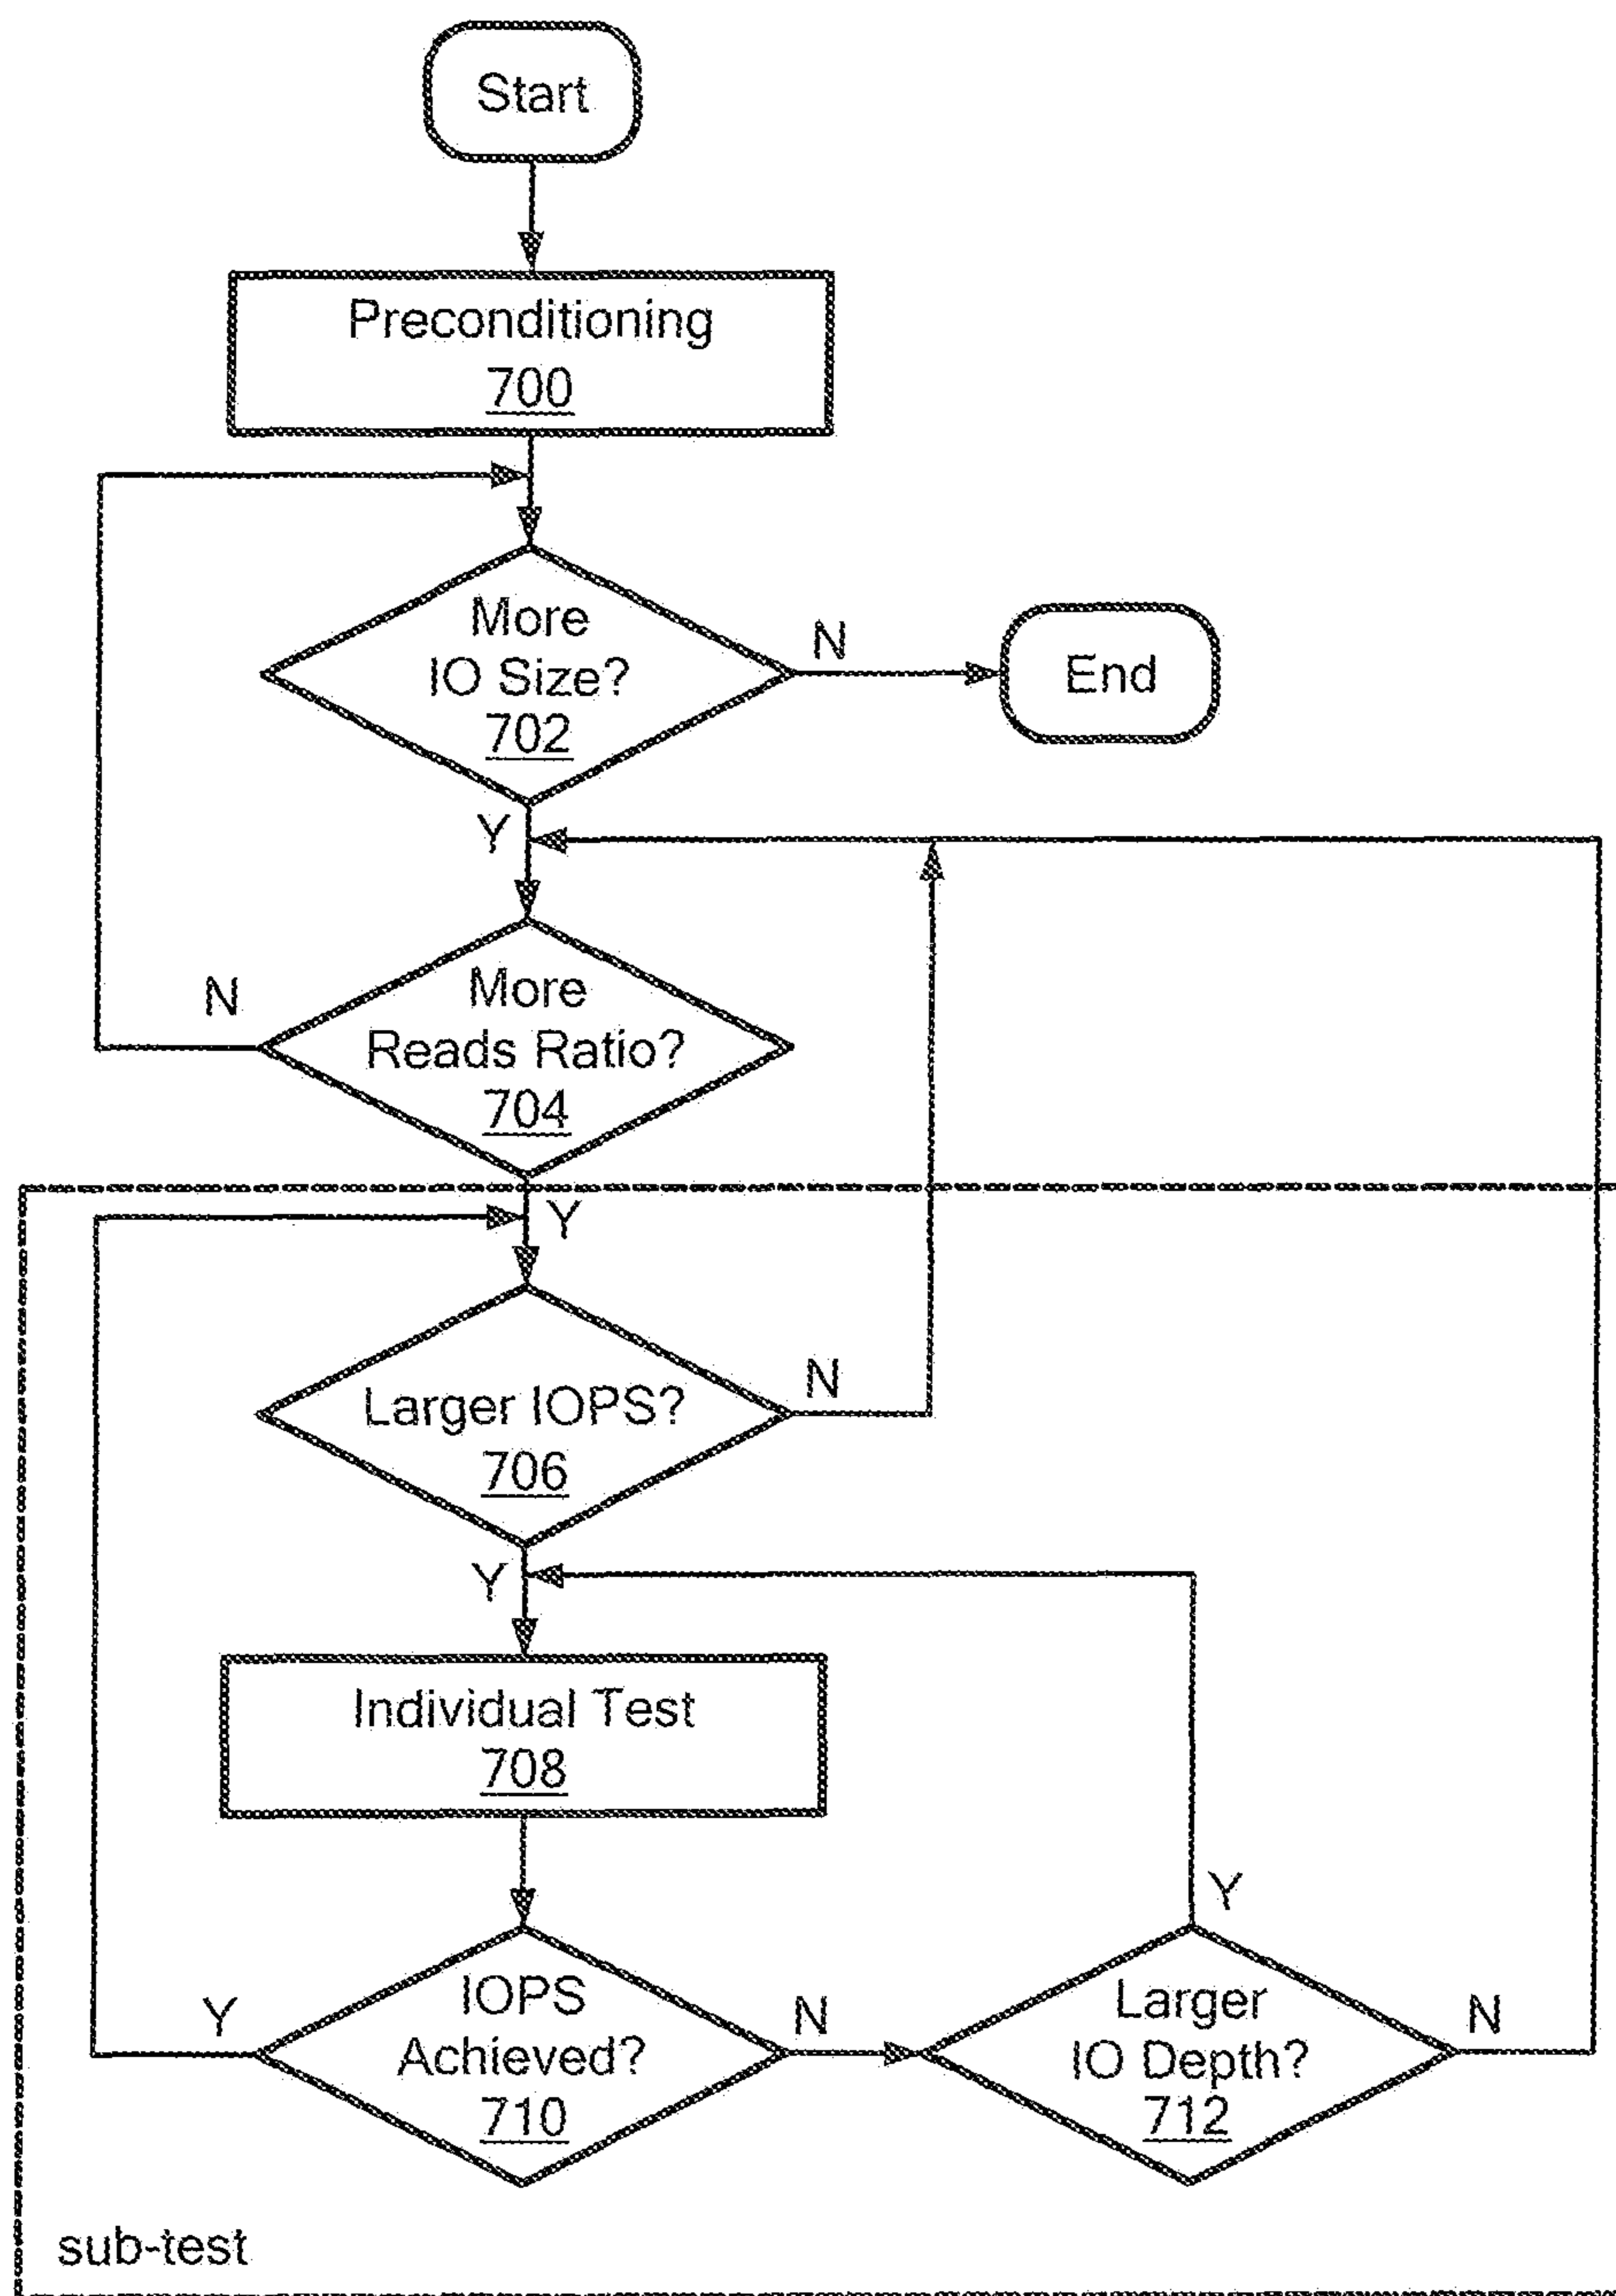 Start
Preconditioning
700
More
IO Size?
702
N
End
Y
More
Reads Ratio?
704
N
Y
Larger IOPS?
706
N
Y
Individual Test
708
IOPS
Achieved?
710
Y
N
Larger
IO Depth?
712
Y
N
sub-test